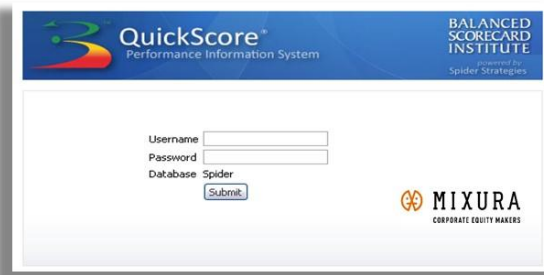 QuickScore®
Performance Information System
BALANCED
SCORECARD
INSTITUTE
powered by
Spider Strategies
Username
Password
Database Spider
Submit
MIXURA
CORPORATE EQUITY MAKERS